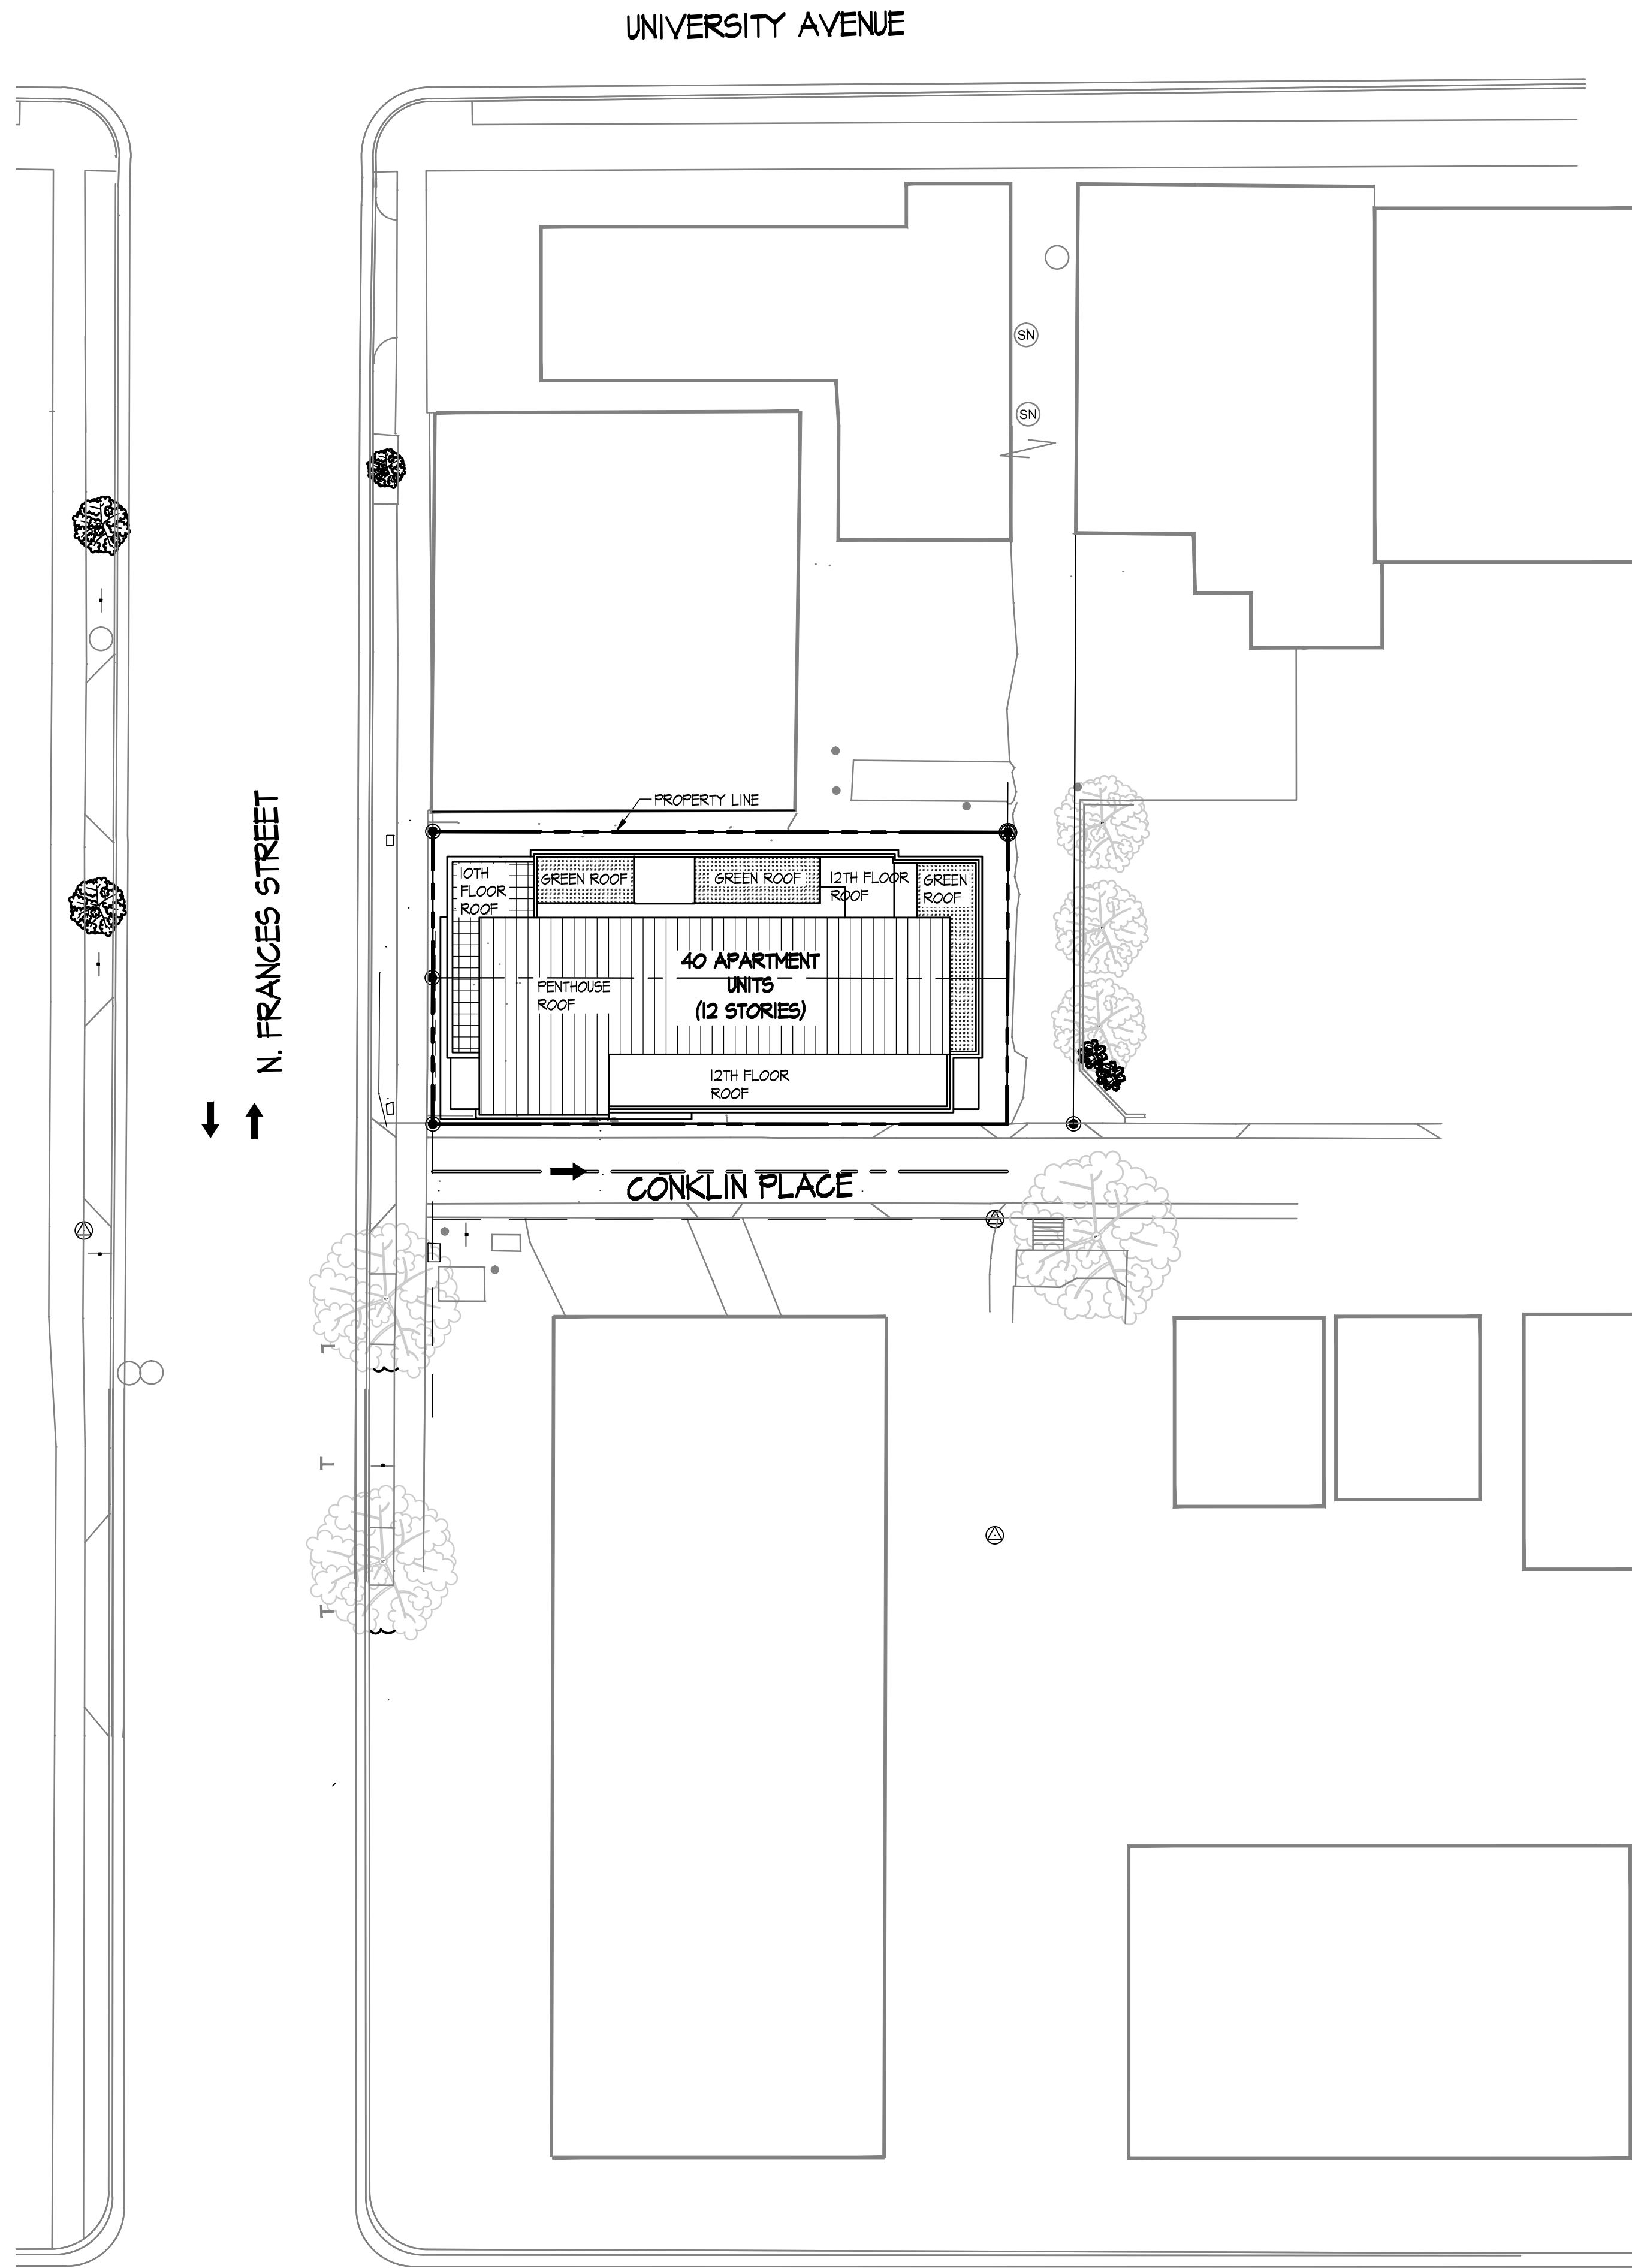 UNIVERSITY AVENUE
SN
SN
N. FRANCES STREET
PROPERTY LINE
10TH
FLOOR
ROOF
GREEN ROOF
GREEN ROOF
12TH FLOOR
ROOF
GREEN
ROOF
40 APARTMENT
UNITS
(12 STORIES)
PENTHOUSE
ROOF
12TH FLOOR
ROOF
CONKLIN PLACE